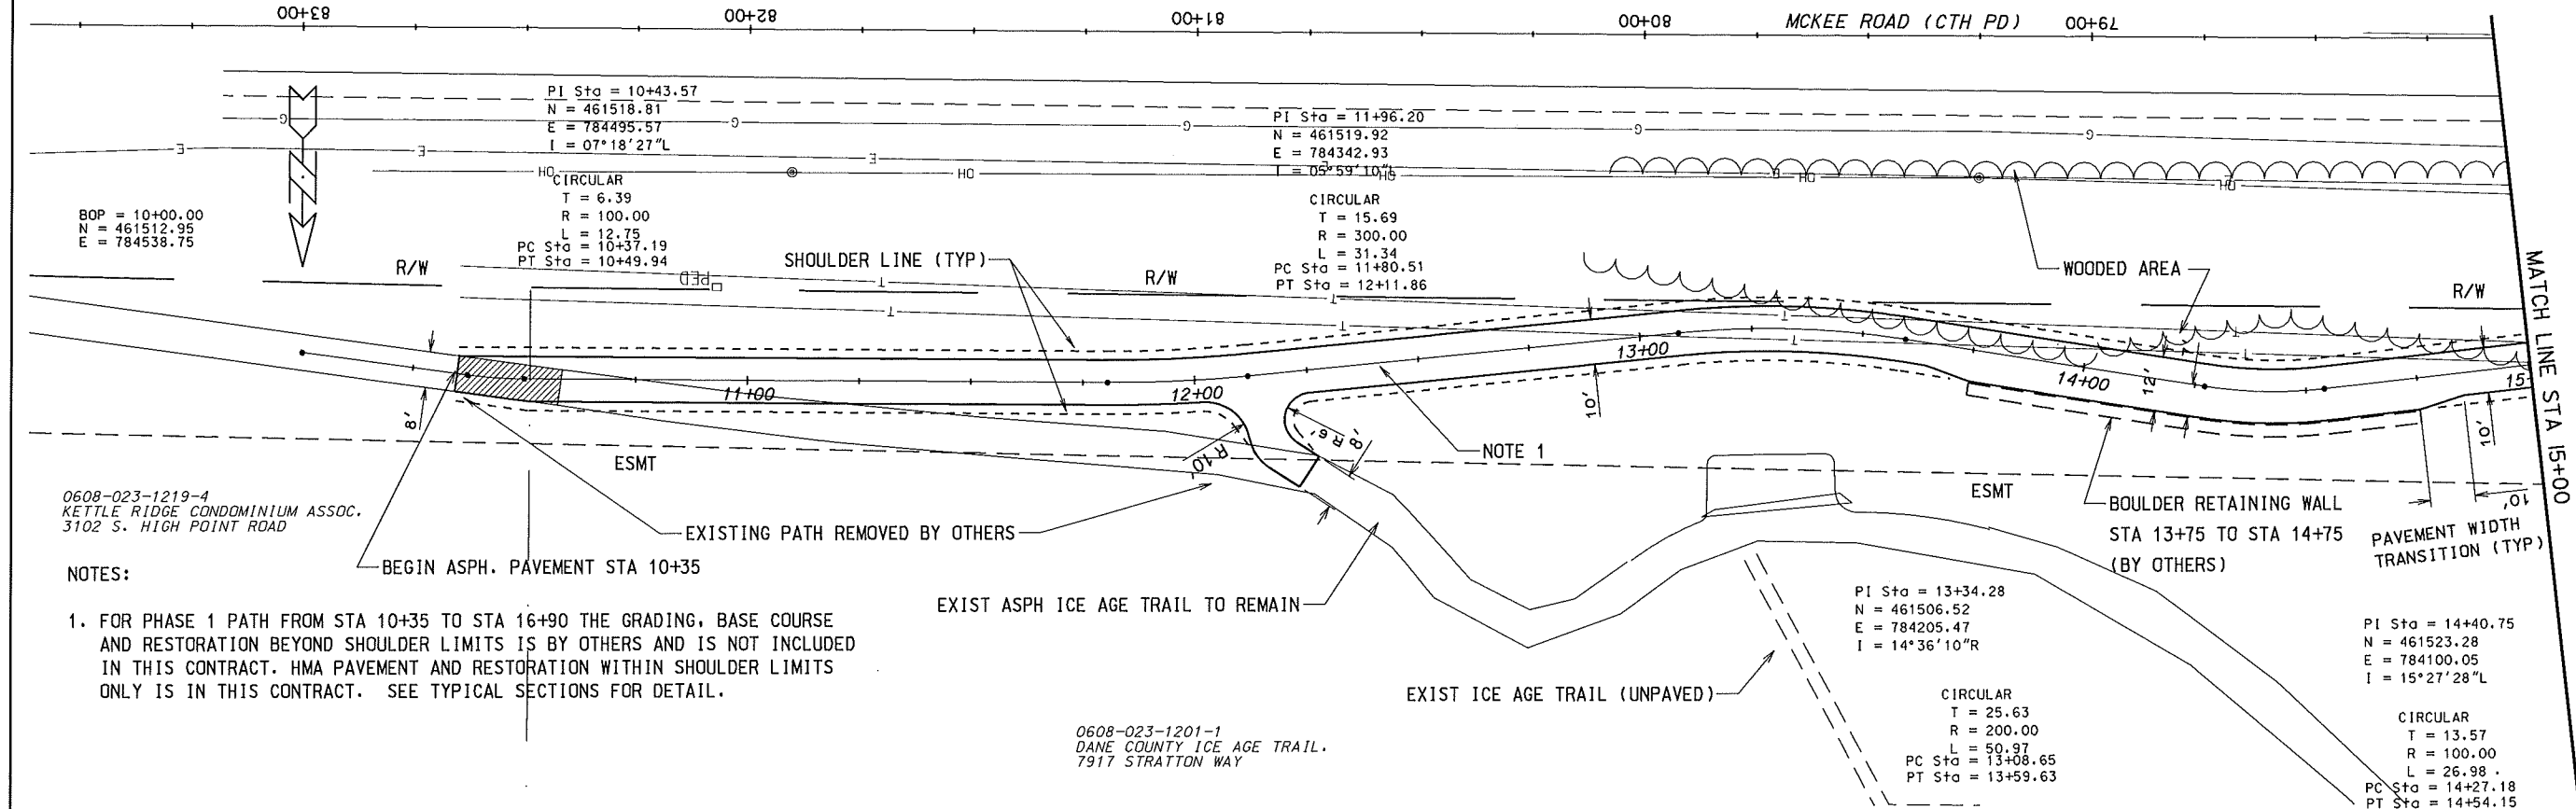 83+00
82+00
81+00
80+00
MCKEE ROAD (CTH PD)
79+00
PI Sta = 10+43.57
N = 461518.81
E = 784495.57
I = 07°18'27"L
CIRCULAR
T = 6.39
R = 100.00
L = 12.75
PC Sta = 10+37.19
PT Sta = 10+49.94
PI Sta = 11+96.20
N = 461519.92
E = 784342.93
I = 05°59'10"L
CIRCULAR
T = 15.69
R = 300.00
L = 31.34
PC Sta = 11+80.51
PT Sta = 12+11.86
G
G
G
G
G
E
E
E
E
E
OH
OH
OH
OH
OH
N
BOP = 10+00.00
N = 461512.95
E = 784538.75
R/W
PED
SHOULDER LINE (TYP)
R/W
WOODED AREA
R/W
MATCH LINE STA 15+00
T
T
T
T
T
T
T
11+00
12+00
13+00
14+00
15+
8'
R 10'
R 6'
8'
10'
12'
10'
10'
NOTE 1
ESMT
ESMT
0608-023-1219-4
KETTLE RIDGE CONDOMINIUM ASSOC.
3102 S. HIGH POINT ROAD
EXISTING PATH REMOVED BY OTHERS
BEGIN ASPH. PAVEMENT STA 10+35
BOULDER RETAINING WALL
STA 13+75 TO STA 14+75
(BY OTHERS)
PAVEMENT WIDTH
TRANSITION (TYP)
NOTES:
1. FOR PHASE 1 PATH FROM STA 10+35 TO STA 16+90 THE GRADING, BASE COURSE
AND RESTORATION BEYOND SHOULDER LIMITS IS BY OTHERS AND IS NOT INCLUDED
IN THIS CONTRACT. HMA PAVEMENT AND RESTORATION WITHIN SHOULDER LIMITS
ONLY IS IN THIS CONTRACT. SEE TYPICAL SECTIONS FOR DETAIL.
EXIST ASPH ICE AGE TRAIL TO REMAIN
EXIST ICE AGE TRAIL (UNPAVED)
0608-023-1201-1
DANE COUNTY ICE AGE TRAIL.
7917 STRATTON WAY
PI Sta = 13+34.28
N = 461506.52
E = 784205.47
I = 14°36'10"R
CIRCULAR
T = 25.63
R = 200.00
L = 50.97
PC Sta = 13+08.65
PT Sta = 13+59.63
PI Sta = 14+40.75
N = 461523.28
E = 784100.05
I = 15°27'28"L
CIRCULAR
T = 13.57
R = 100.00
L = 26.98
PC Sta = 14+27.18
PT Sta = 14+54.15